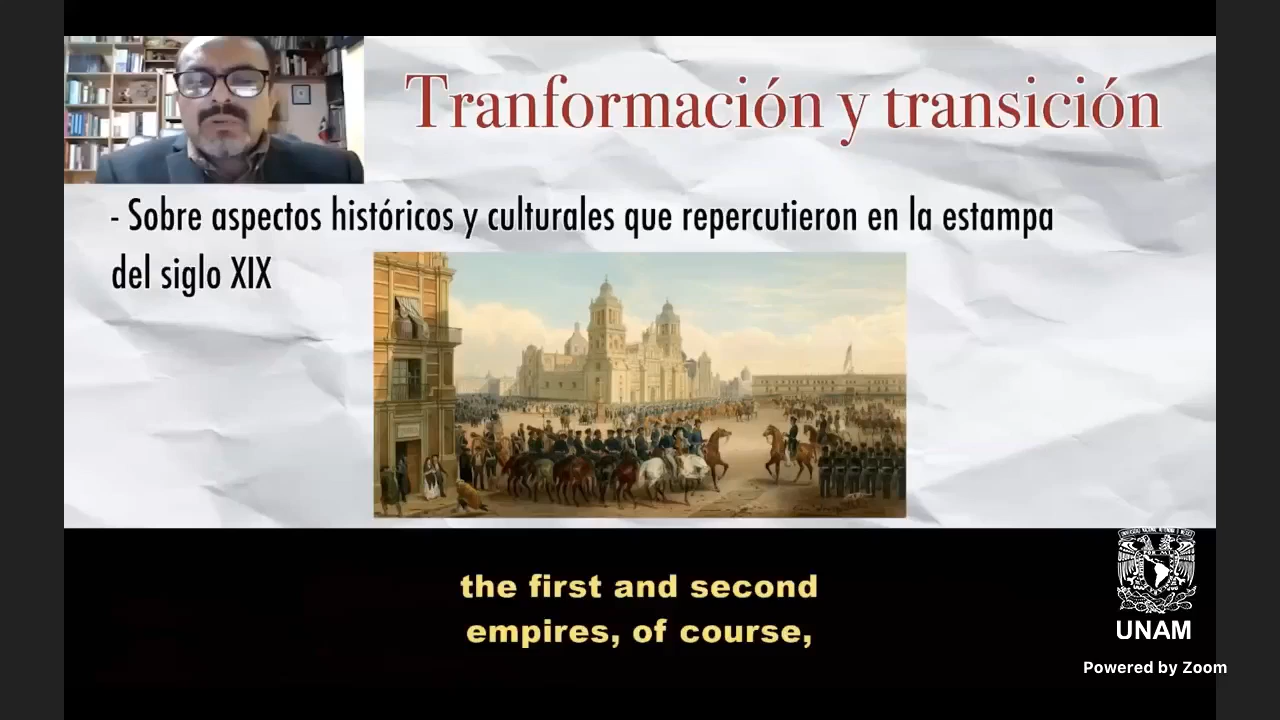 Tranformación y transición
- Sobre aspectos históricos y culturales que repercutieron en la estampa
del siglo XIX
the first and second
empires, of course,
UNAM
Powered by Zoom